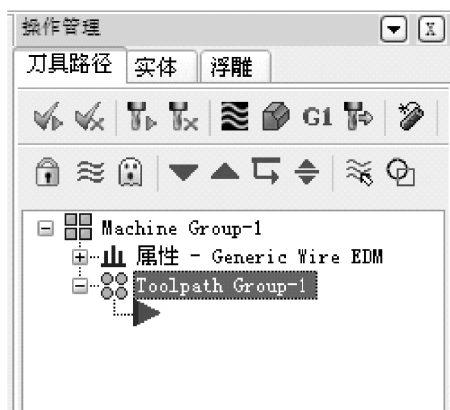 操作管理
刀具路径 实体 浮雕
G1
Machine Group-1
属性 - Generic Wire EDM
Toolpath Group-1